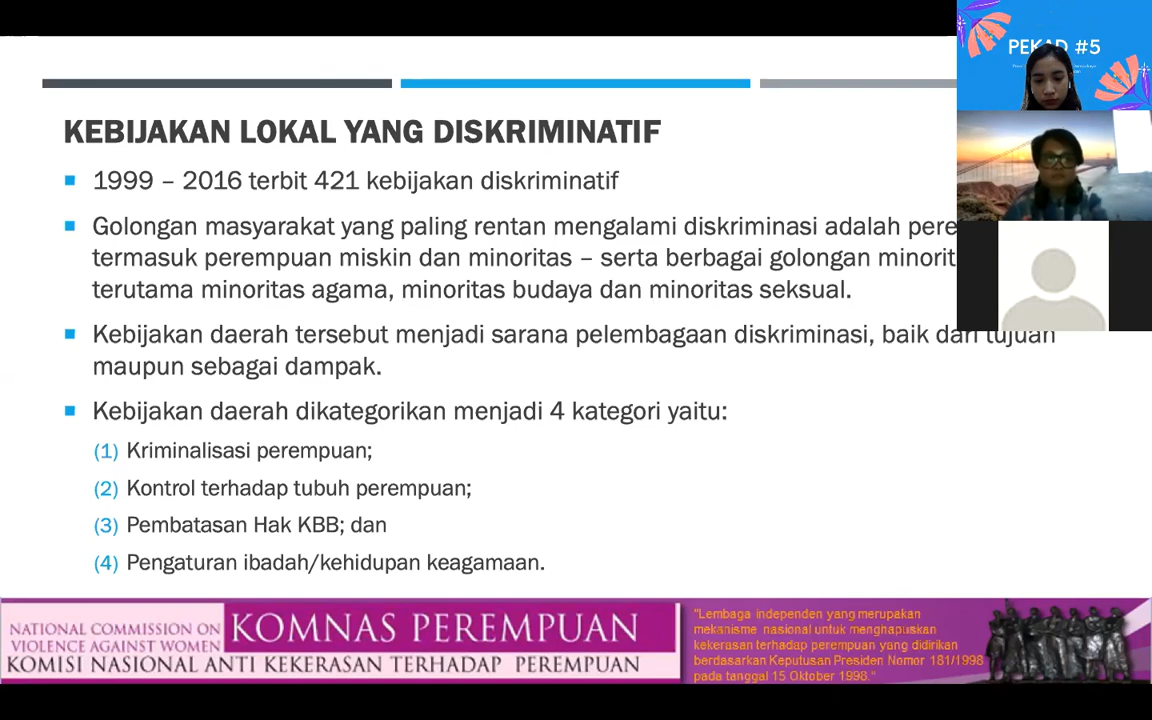 KEBIJAKAN LOKAL YANG DISKRIMINATIF
1999 – 2016 terbit 421 kebijakan diskriminatif
Golongan masyarakat yang paling rentan mengalami diskriminasi adalah
termasuk perempuan miskin dan minoritas – serta berbagai golongan
terutama minoritas agama, minoritas budaya dan minoritas seksual.
Kebijakan daerah tersebut menjadi sarana pelembagaan diskriminasi, baik dari tujuan
maupun sebagai dampak.
Kebijakan daerah dikategorikan menjadi 4 kategori yaitu:
(1) Kriminalisasi perempuan;
(2) Kontrol terhadap tubuh perempuan;
(3) Pembatasan Hak KBB; dan
(4) Pengaturan ibadah/kehidupan keagamaan.
PEKAD #5
NATIONAL COMMISSION ON
VIOLENCE AGAINST WOMEN
KOMNAS PEREMPUAN
KOMISI NASIONAL ANTI KEKERASAN TERHADAP PEREMPUAN
"Lembaga independen yang merupakan
mekanisme nasional untuk menghapuskan
kekerasan terhadap perempuan yang didirikan
berdasarkan Keputusan Presiden Nomor 181/1998
pada tanggal 15 Oktober 1998."